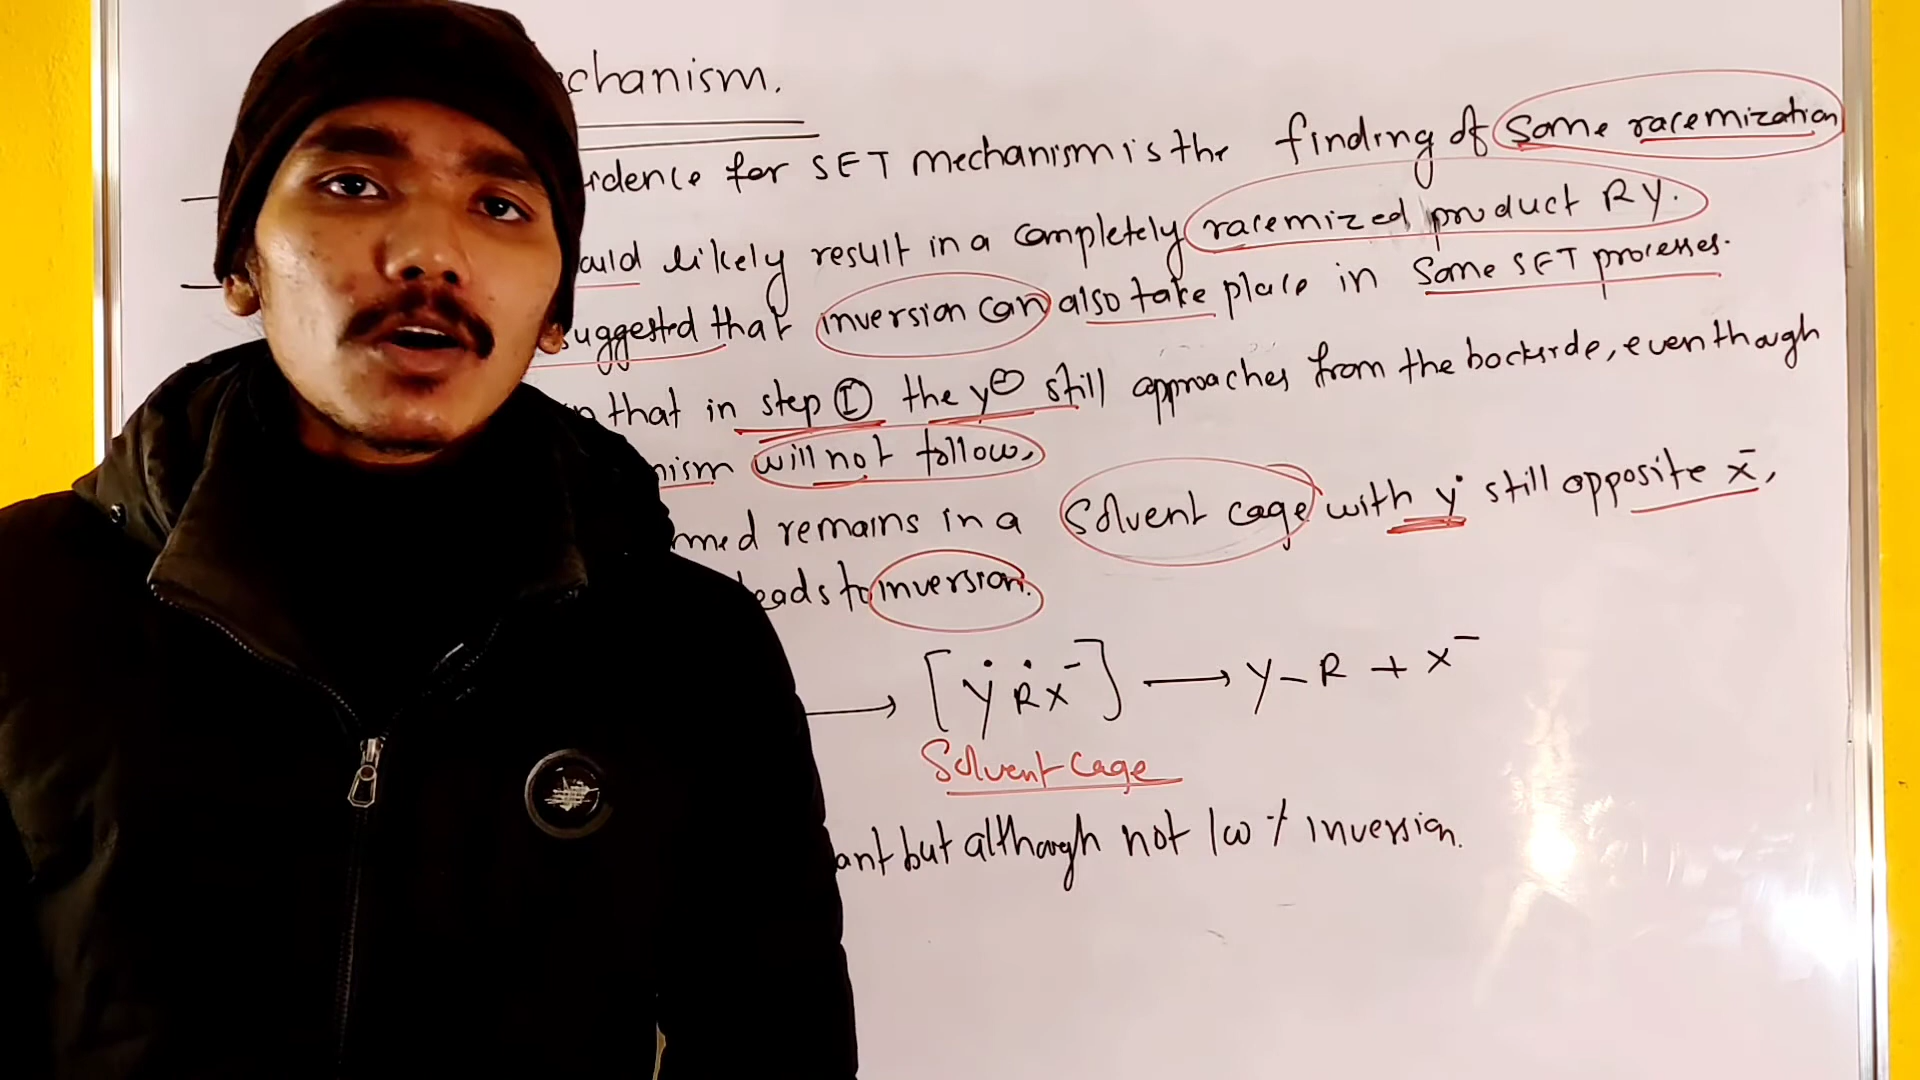 chanism.
idence for SET mechanism is the finding of some racemization
ould likely result in a completely racemized product RY.
suggested that inversion can also take place in some SET processes.
n that in step ① the y⊖ still approaches from the backside, even though
nism will not follow,
med remains in a solvent cage with y· still opposite x̄,
eads to inversion.
⟶ [Ẏ Ṙ X⁻] ⟶ Y–R + X⁻
Solvent cage
ant but although not 100% inversion.